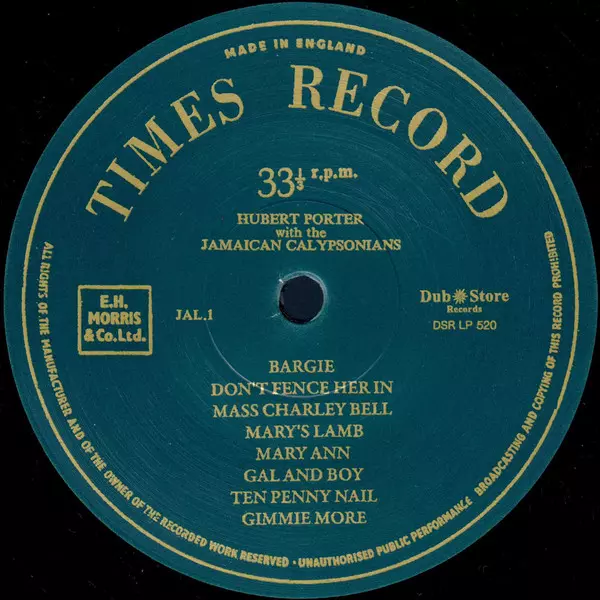 MADE IN ENGLAND
TIMES RECORD
33⅓ r.p.m.
HUBERT PORTER
with the
JAMAICAN CALYPSONIANS
E.H.
MORRIS
& Co. Ltd.
JAL.1
Dub Store
Records
DSR LP 520
BARGIE
DON'T FENCE HER IN
MASS CHARLEY BELL
MARY'S LAMB
MARY ANN
GAL AND BOY
TEN PENNY NAIL
GIMMIE MORE
ALL RIGHTS OF THE MANUFACTURER AND OF THE OWNER OF THE RECORDED WORK RESERVED · UNAUTHORISED PUBLIC PERFORMANCE BROADCASTING AND COPYING OF THIS RECORD PROHIBITED